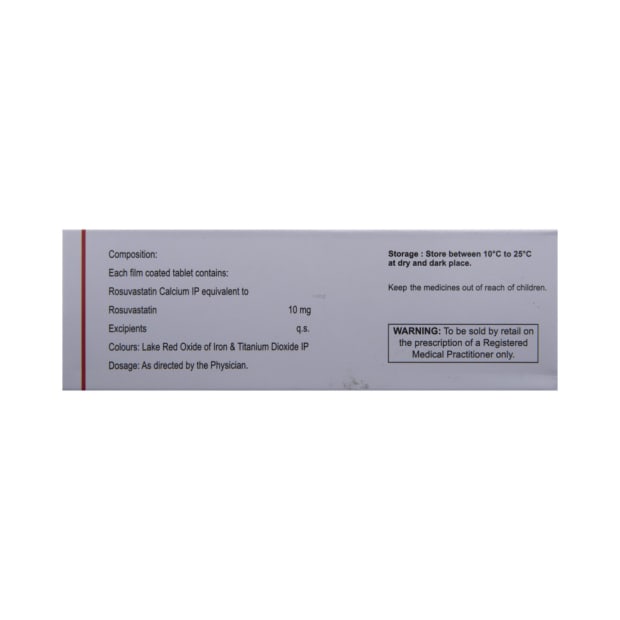 Composition:
Each film coated tablet contains:
Rosuvastatin Calcium IP equivalent to
Rosuvastatin 10 mg
Excipients q.s.
Colours: Lake Red Oxide of Iron & Titanium Dioxide IP
Dosage: As directed by the Physician.
Storage : Store between 10°C to 25°C
at dry and dark place.
Keep the medicines out of reach of children.
WARNING: To be sold by retail on
the prescription of a Registered
Medical Practitioner only.